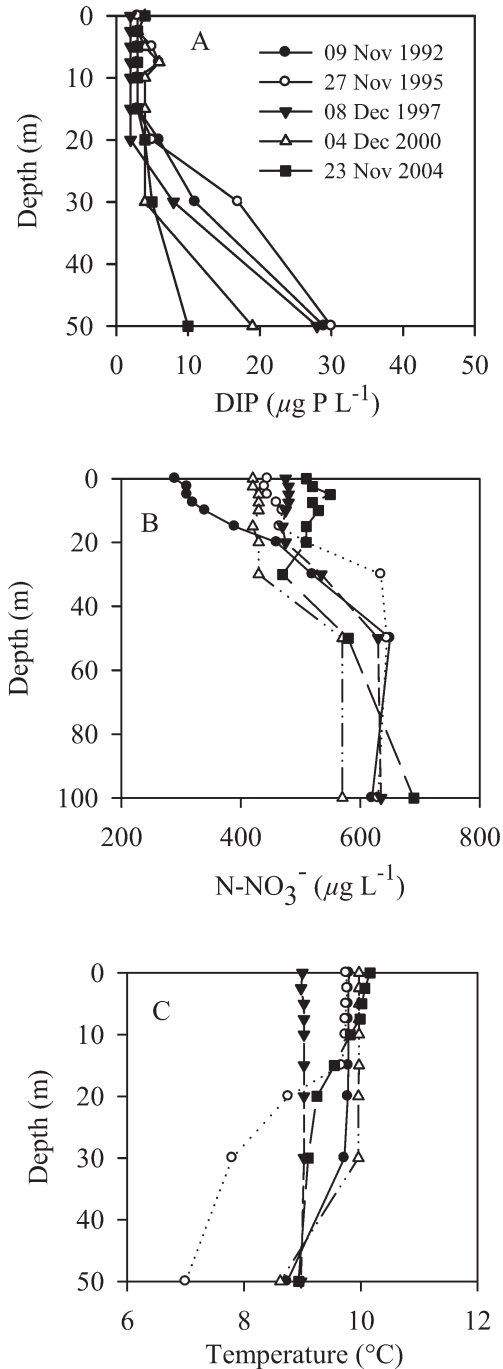 0
10
20
30
40
50
Depth (m)
A
09 Nov 1992
27 Nov 1995
08 Dec 1997
04 Dec 2000
23 Nov 2004
0 10 20 30 40 50
DIP (µg P L⁻¹)
0
20
40
60
80
100
Depth (m)
B
200 400 600 800
N-NO₃⁻ (µg L⁻¹)
0
10
20
30
40
50
Depth (m)
C
6 8 10 12
Temperature (°C)